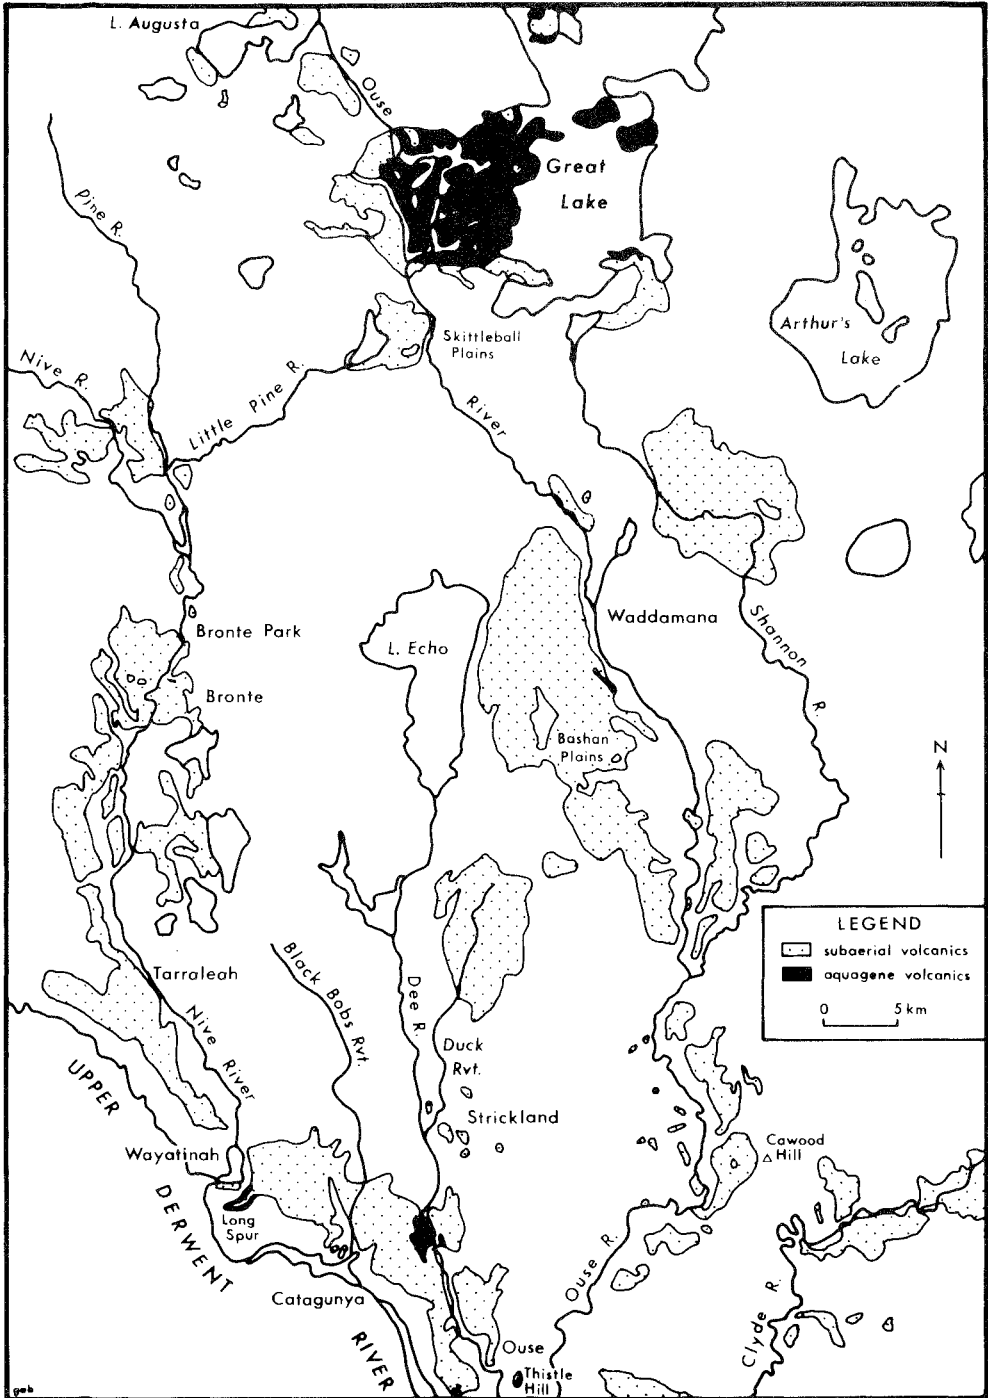 L. Augusta
Ouse
Great
Lake
Pine R.
Arthur's
Lake
Skittleball
Plains
Nive R.
Little Pine R.
River
Waddamana
Shannon R.
Bronte Park
L. Echo
Bronte
Bashan
Plains
N
LEGEND
subaerial volcanics
aquagene volcanics
0 5 km
Tarraleah
Black Bobs Rvt.
Dee R.
Nive River
Duck
Rvt.
UPPER
Strickland
Wayatinah
Cawood
Hill
DERWENT
Long
Spur
Ouse R.
Catagunya
Clyde R.
RIVER
Ouse
Thistle
Hill
geb